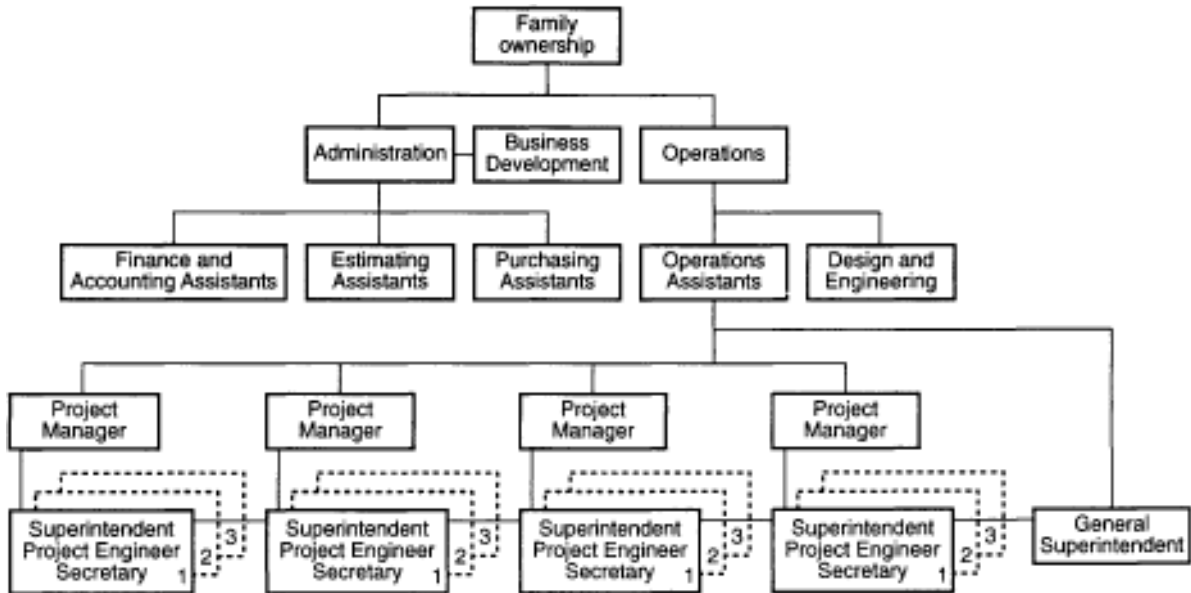 Family
ownership
Administration
Business
Development
Operations
Finance and
Accounting Assistants
Estimating
Assistants
Purchasing
Assistants
Operations
Assistants
Design and
Engineering
Project
Manager
Project
Manager
Project
Manager
Project
Manager
Superintendent
Project Engineer
Secretary
1
2
3
Superintendent
Project Engineer
Secretary
1
2
3
Superintendent
Project Engineer
Secretary
1
2
3
Superintendent
Project Engineer
Secretary
1
2
3
General
Superintendent